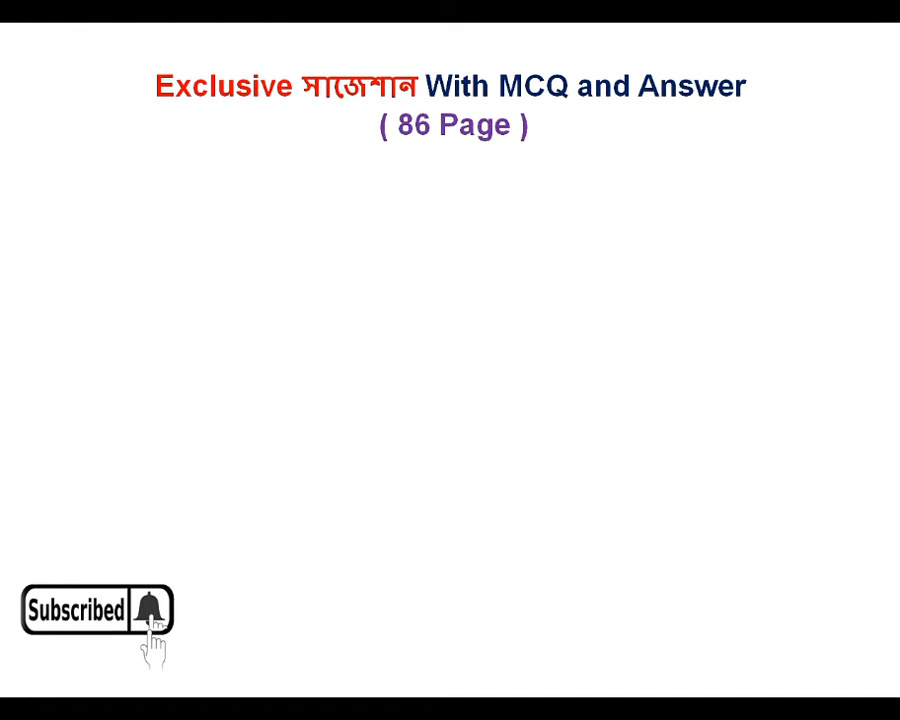 Exclusive সাজেশান With MCQ and Answer
( 86 Page )
Subscribed